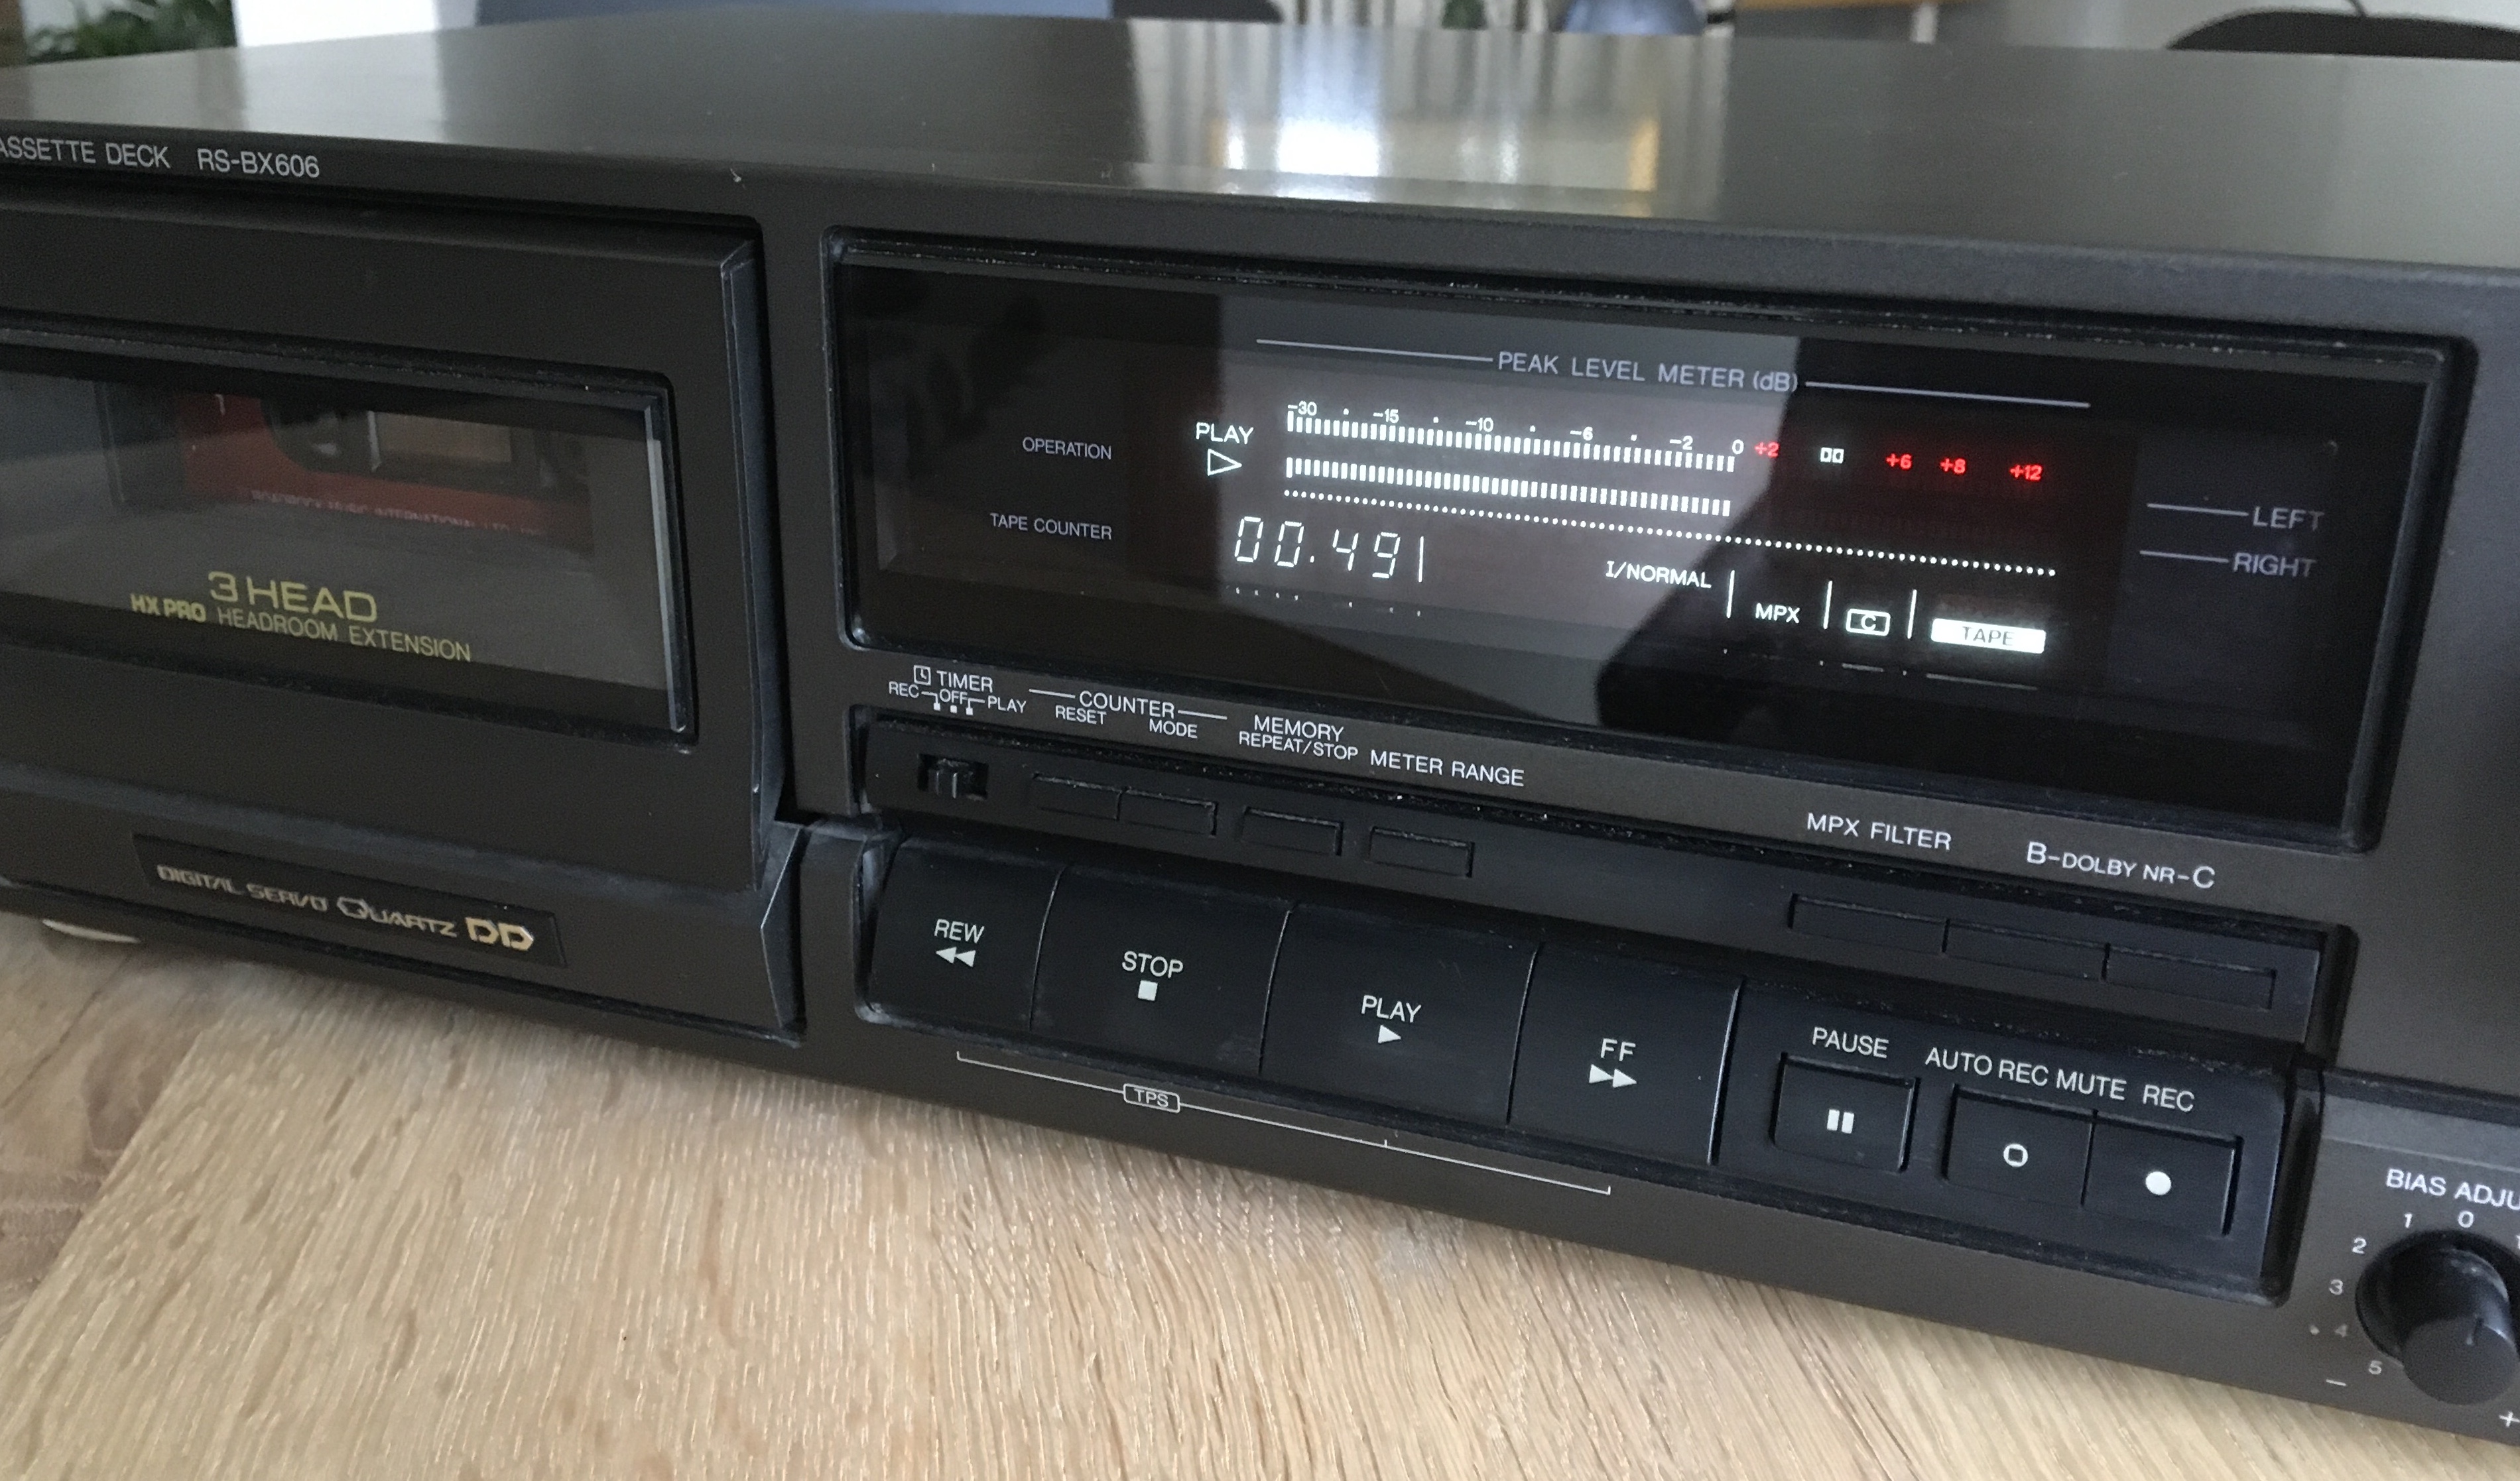 ASSETTE DECK RS-BX606
PEAK LEVEL METER (dB)
-30 -15 -10 -6 -2 0 +2 +6 +8 +12
OPERATION
PLAY
LEFT
TAPE COUNTER
00.491
RIGHT
I/NORMAL
MPX
C
TAPE
3 HEAD
HX PRO HEADROOM EXTENSION
TIMER
REC OFF PLAY
COUNTER
RESET MODE
MEMORY
REPEAT/STOP
METER RANGE
MPX FILTER
B-DOLBY NR-C
DIGITAL SERVO QUARTZ DD
REW
STOP
PLAY
FF
PAUSE
AUTO REC MUTE
REC
TPS
BIAS ADJU
1 0 1
2
3
4
5
-
+